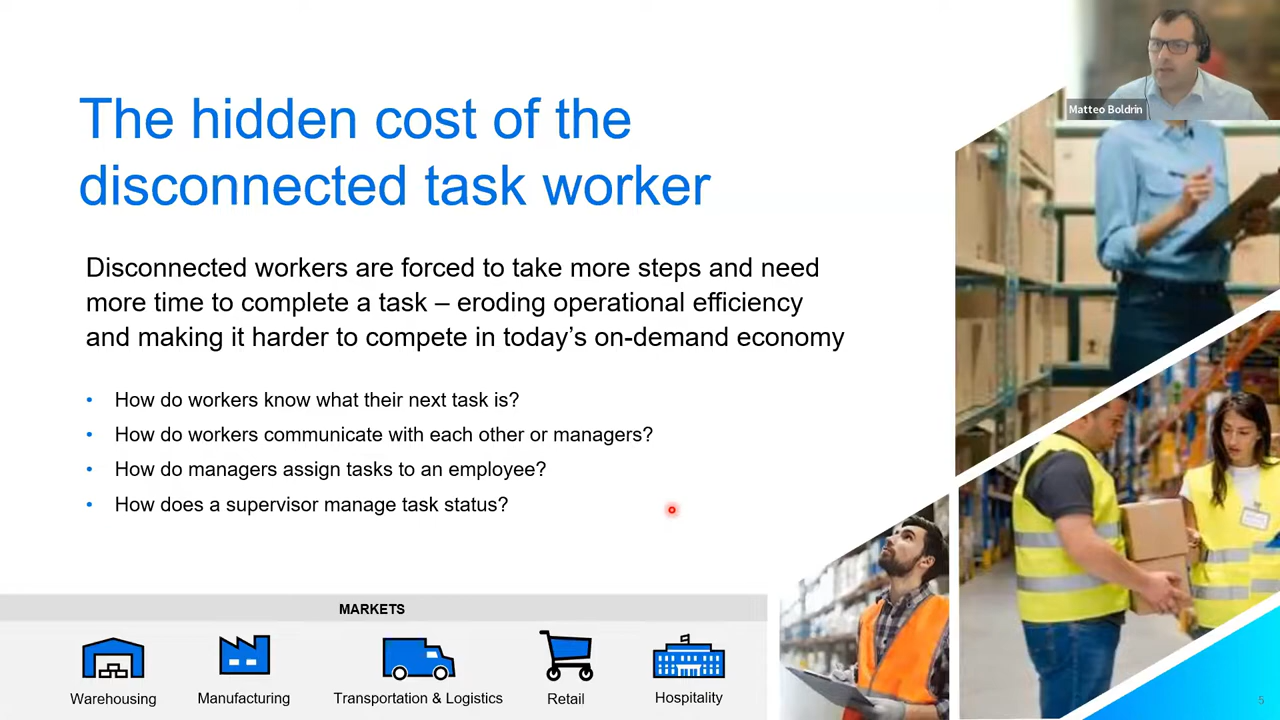 Matteo Boldrin
The hidden cost of the
disconnected task worker
Disconnected workers are forced to take more steps and need
more time to complete a task – eroding operational efficiency
and making it harder to compete in today’s on-demand economy
• How do workers know what their next task is?
• How do workers communicate with each other or managers?
• How do managers assign tasks to an employee?
• How does a supervisor manage task status?
MARKETS
Warehousing
Manufacturing
Transportation & Logistics
Retail
Hospitality
5